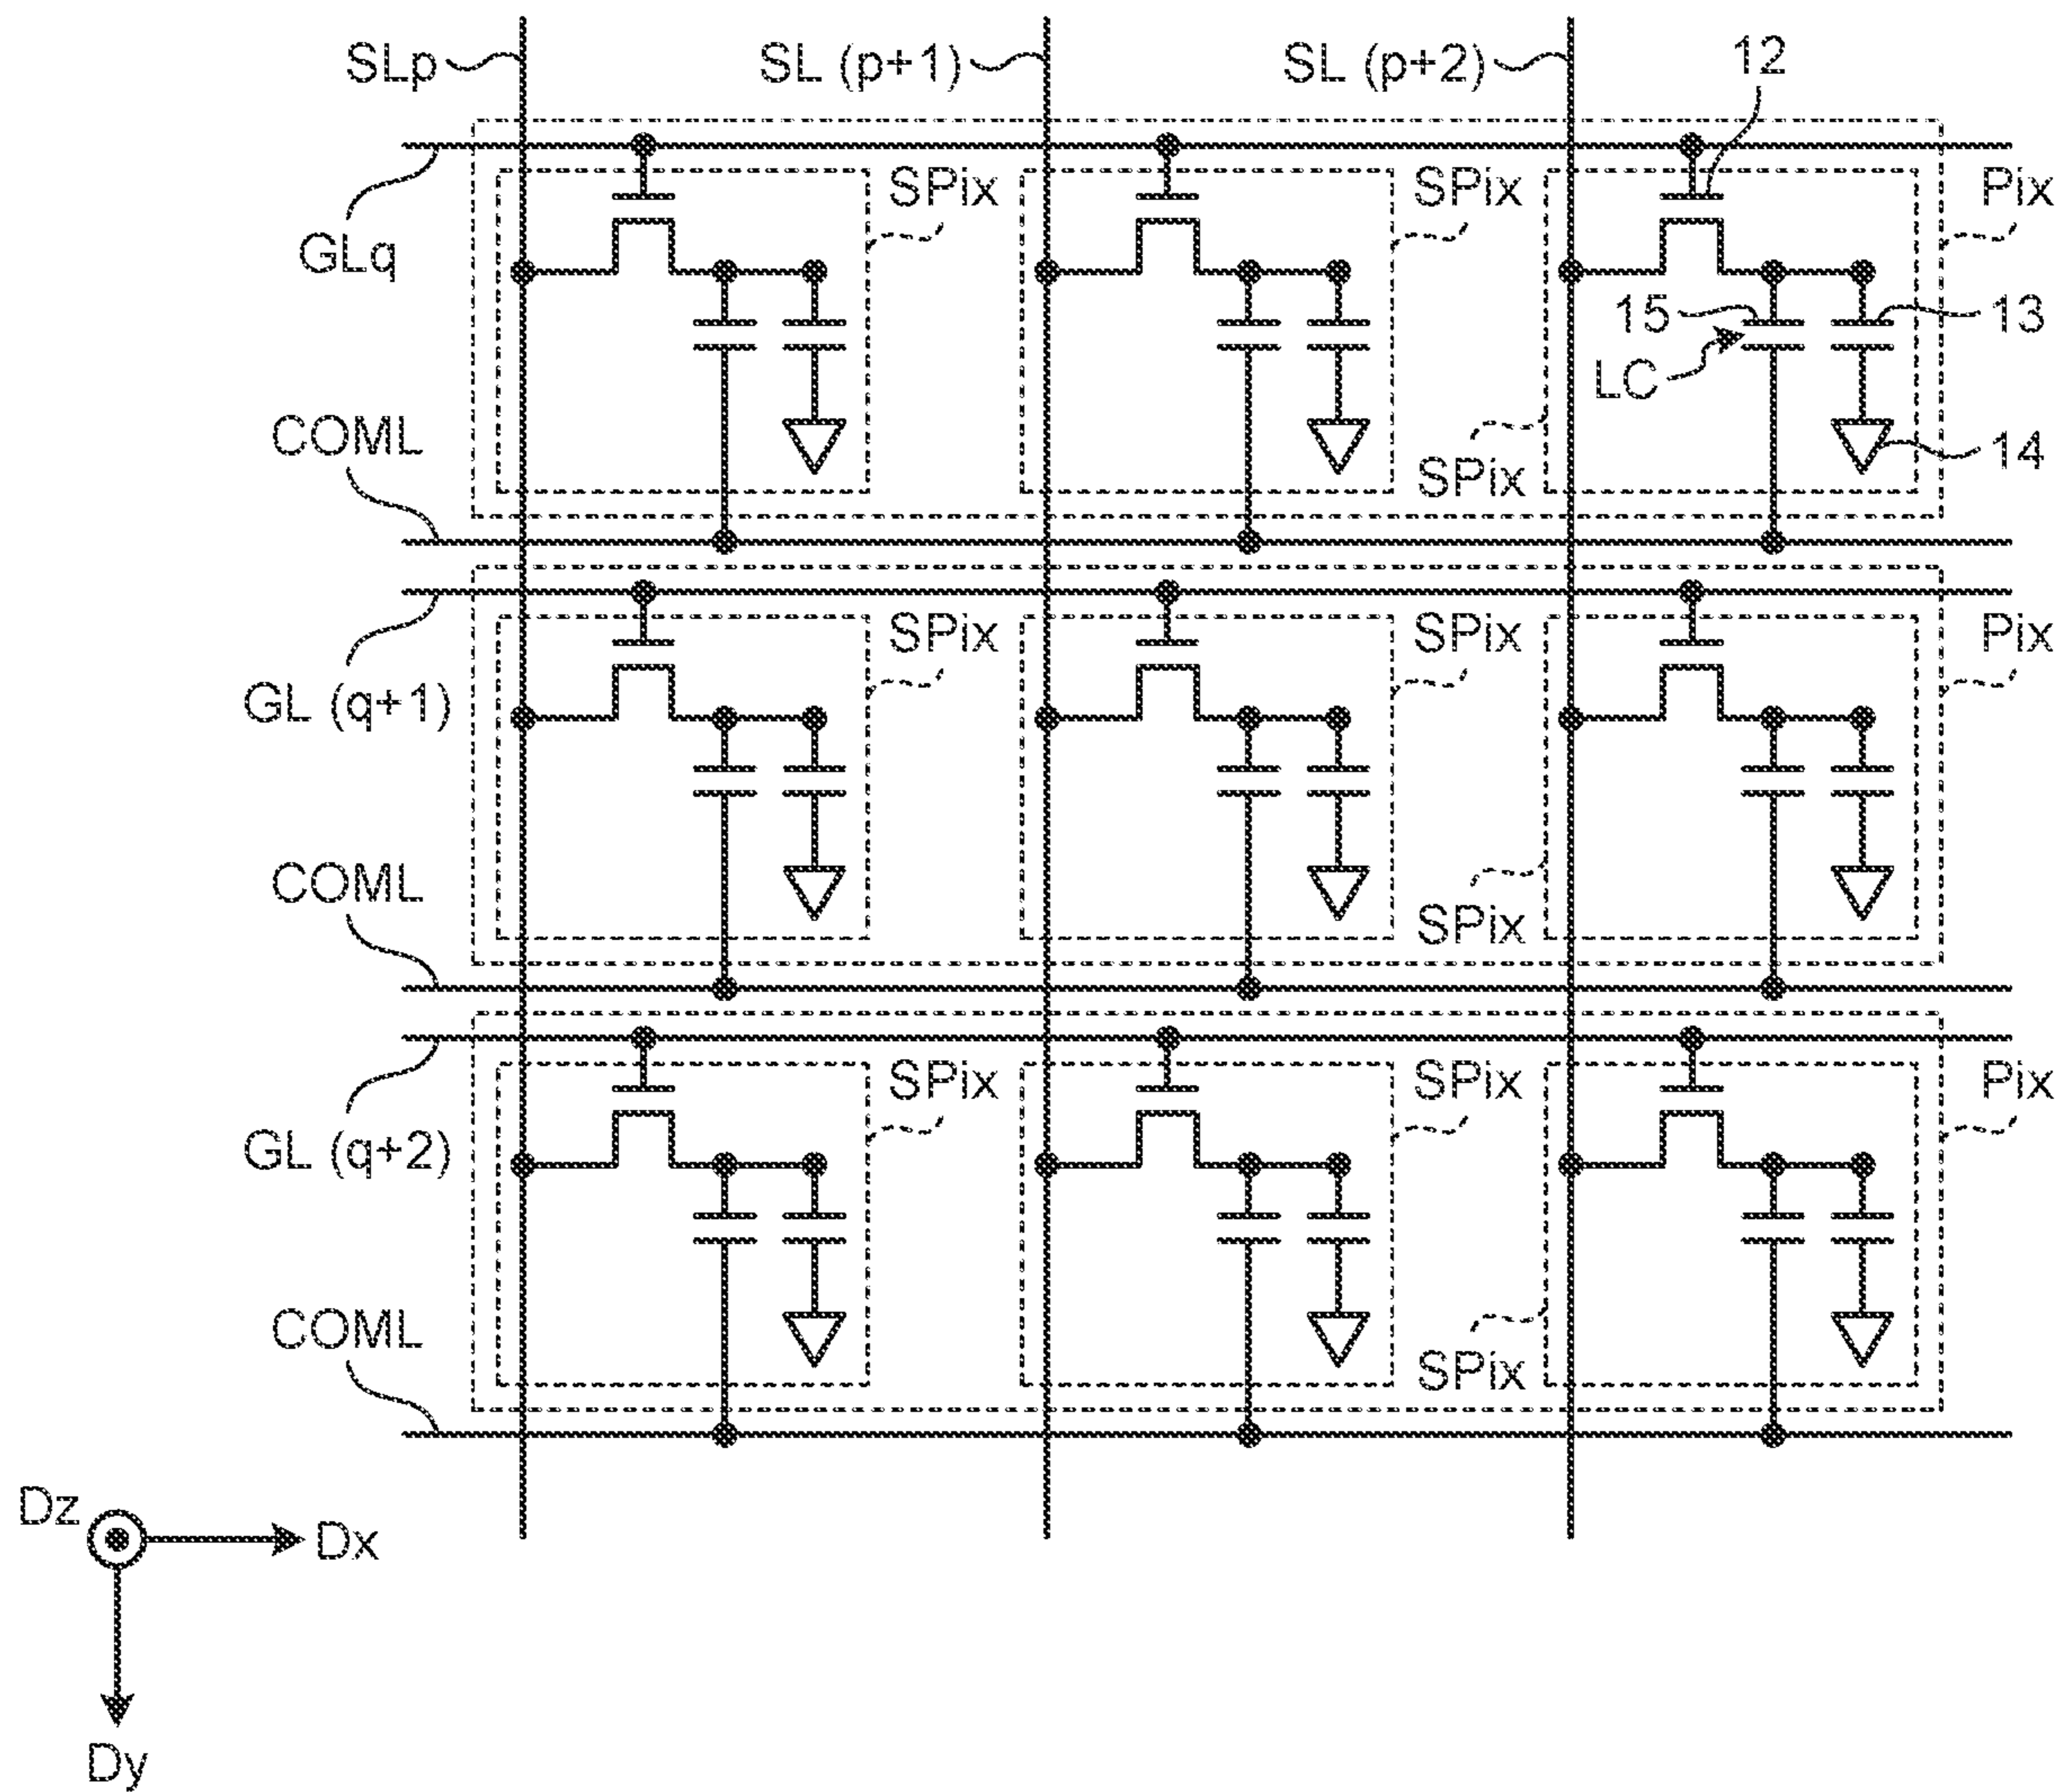 SLp SL (p+1) SL (p+2) 12
SPix SPix Pix
GLq
15 13
LC
COML 14
SPix
SPix SPix Pix
GL (q+1)
COML
SPix
SPix SPix Pix
GL (q+2)
COML
SPix
Dz
Dx
Dy